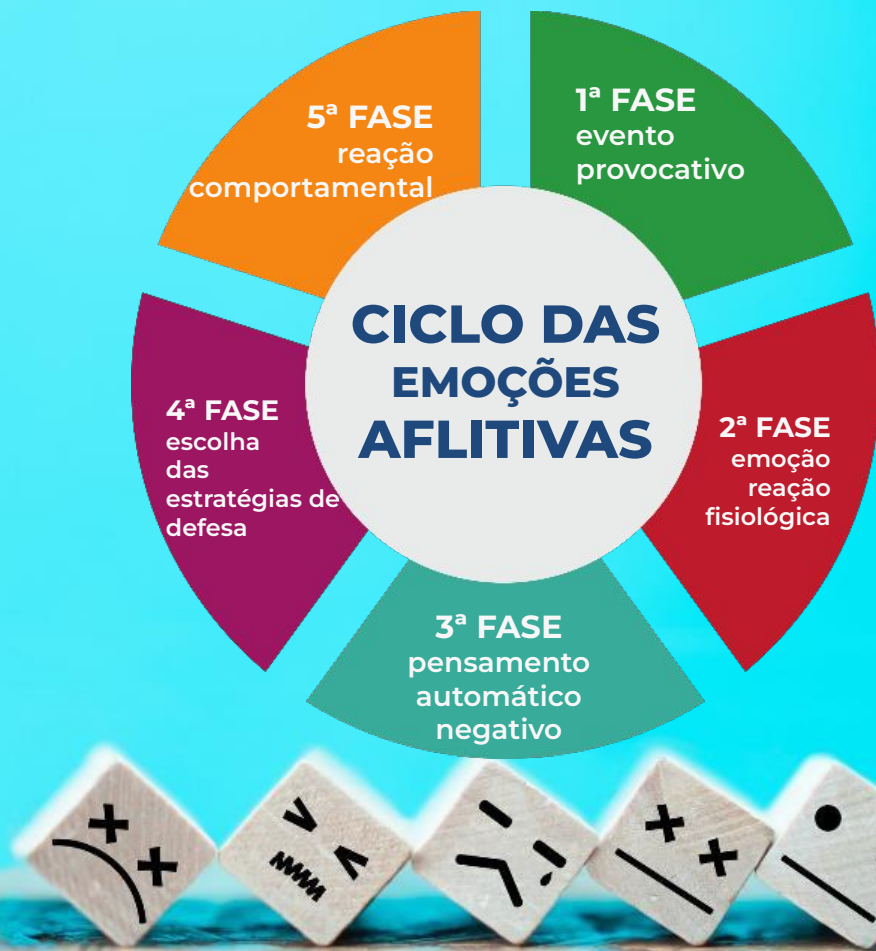 CICLO DAS
EMOÇÕES
AFLITIVAS
1ª FASE
evento
provocativo
2ª FASE
emoção
reação
fisiológica
3ª FASE
pensamento
automático
negativo
4ª FASE
escolha
das
estratégias de
defesa
5ª FASE
reação
comportamental